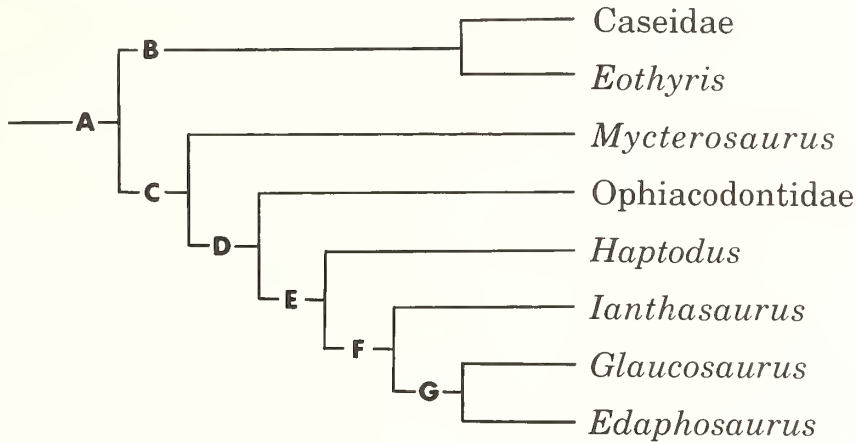 Caseidae
B
Eothyris
A
Mycterosaurus
C
Ophiacodontidae
D
Haptodus
E
Ianthasaurus
F
Glaucosaurus
G
Edaphosaurus